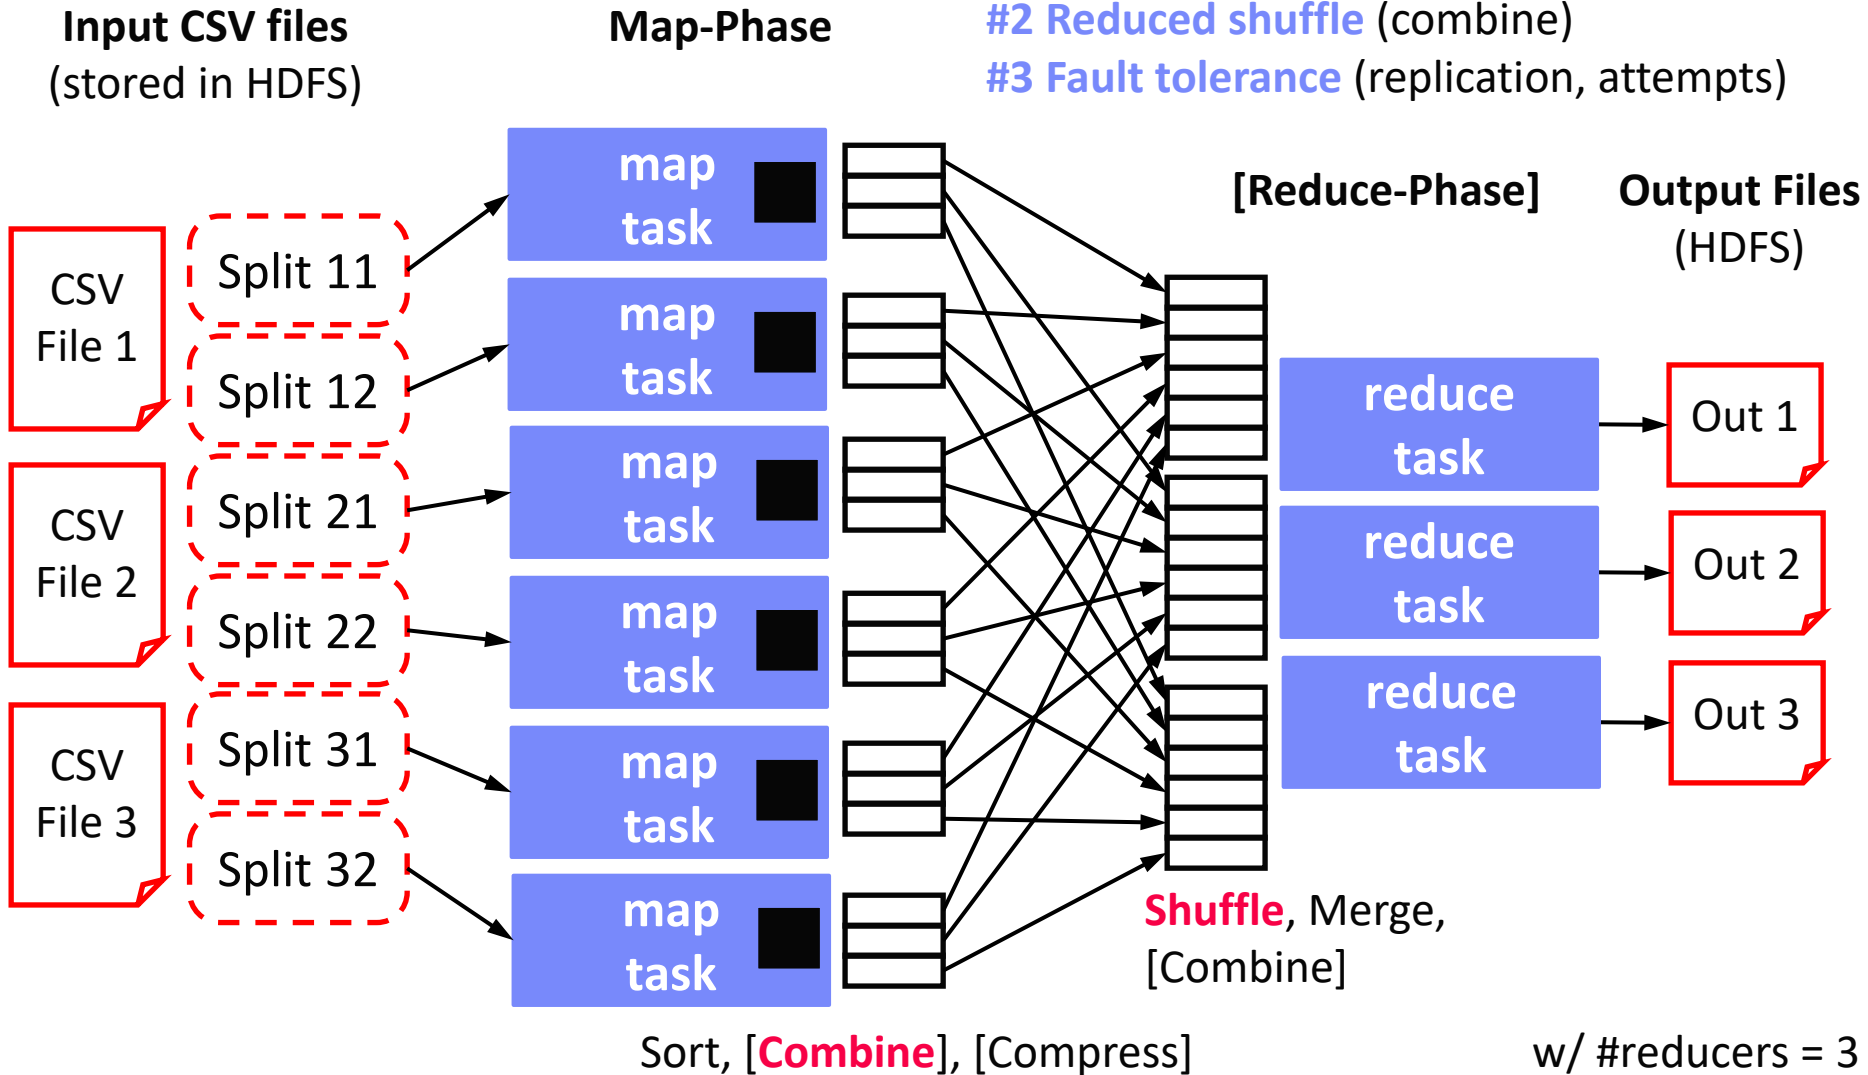 Input CSV files
(stored in HDFS)
Map-Phase
#2 Reduced shuffle (combine)
#3 Fault tolerance (replication, attempts)
[Reduce-Phase]
Output Files
(HDFS)
CSV
File 1
CSV
File 2
CSV
File 3
Split 11
Split 12
Split 21
Split 22
Split 31
Split 32
map
task
map
task
map
task
map
task
map
task
map
task
reduce
task
reduce
task
reduce
task
Out 1
Out 2
Out 3
Shuffle, Merge,
[Combine]
Sort, [Combine], [Compress]
w/ #reducers = 3